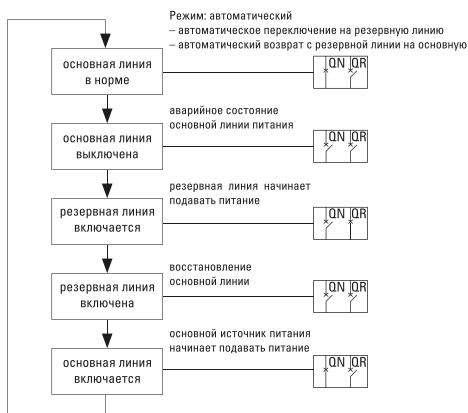 Режим: автоматический
– автоматическое переключение на резервную линию
– автоматический возврат с резервной линии на основную
основная линия
в норме
QN QR
аварийное состояние
основной линии питания
основная линия
выключена
QN QR
резервная линия начинает
подавать питание
резервная линия
включается
QN QR
восстановление
основной линии
резервная линия
включена
QN QR
основной источник питания
начинает подавать питание
основная линия
включается
QN QR